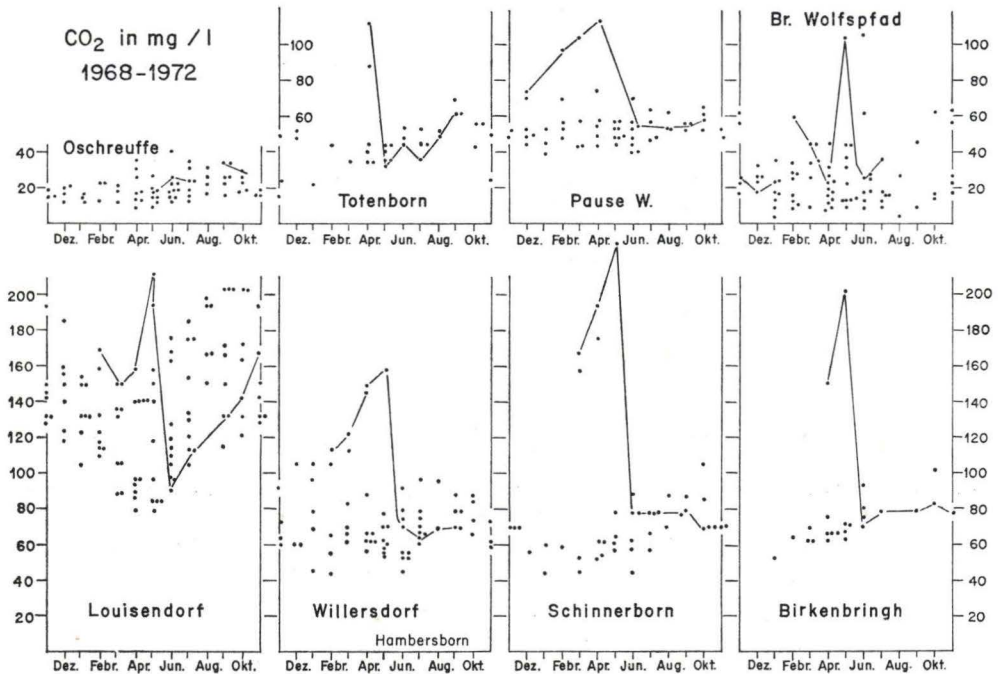 CO₂ in mg / l
1968-1972
Br. Wolfspfad
100
80
60
40
20
100
80
60
40
20
Oschreuffe
Totenborn
Pause W.
Dez. Febr. Apr. Jun. Aug. Okt.
Dez. Febr. Apr. Jun. Aug. Okt.
Dez. Febr. Apr. Jun. Aug. Okt.
Dez. Febr. Apr. Jun. Aug. Okt.
200
180
160
140
120
100
80
60
40
20
200
180
160
140
120
100
80
60
40
20
Louisendorf
Willersdorf
Schinnerborn
Birkenbringh
Hambersborn
Dez. Febr. Apr. Jun. Aug. Okt.
Dez. Febr. Apr. Jun. Aug. Okt.
Dez. Febr. Apr. Jun. Aug. Okt.
Dez. Febr. Apr. Jun. Aug. Okt.